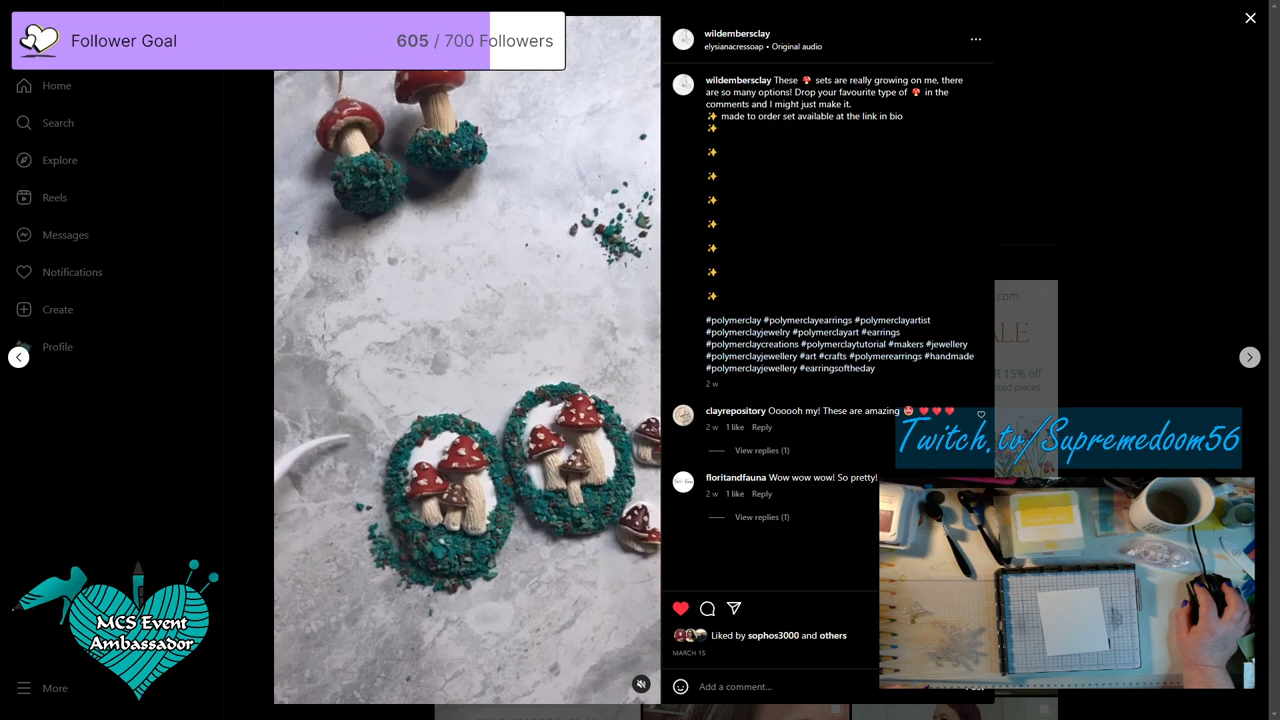 Follower Goal 605 / 700 Followers
Home
Search
Explore
Reels
Messages
Notifications
Create
Profile
More
MCS Event
Ambassador
wildembersclay
elysianacressoap • Original audio
wildembersclay These 🍄 sets are really growing on me, there
are so many options! Drop your favourite type of 🍄 in the
comments and I might just make it.
✨ made to order set available at the link in bio
✨
✨
✨
✨
✨
✨
✨
✨
#polymerclay #polymerclayearrings #polymerclayartist
#polymerclayjewelry #polymerclayart #earrings
#polymerclaycreations #polymerclaytutorial #makers #jewellery
#polymerclayjewellery #art #crafts #polymerearrings #handmade
#polymerclayjewellery #earringsoftheday
2 w
clayrepository Oooooh my! These are amazing 🤩 ❤️ ❤️ ❤️
2 w 1 like Reply
View replies (1)
floritandfauna Wow wow wow! So pretty!
2 w 1 like Reply
View replies (1)
Liked by sophos3000 and others
MARCH 15
Add a comment...
.com
ALE
R 15% off
pieces
Twitch.tv/Supremedoom56